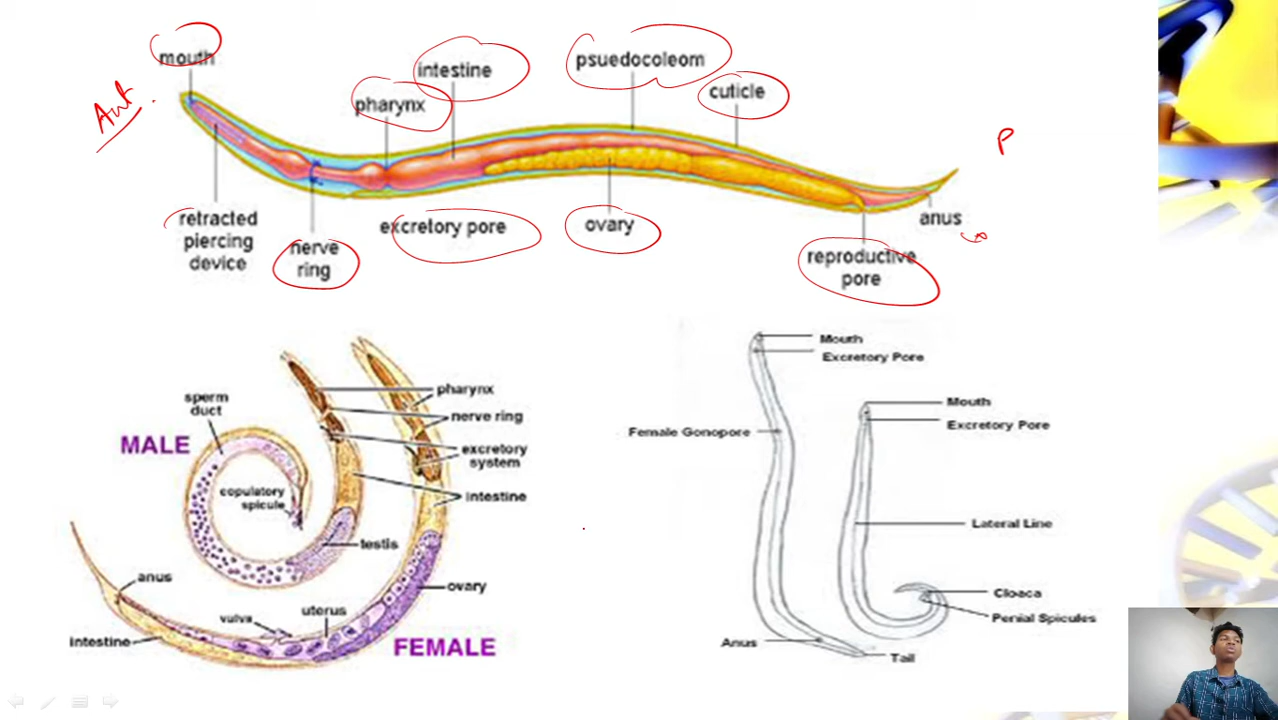 mouth
intestine
psuedocoleom
cuticle
pharynx
Ant.
P
retracted
piercing
device
nerve
ring
excretory pore
ovary
anus
reproductive
pore
sperm
duct
MALE
copulatory
spicule
pharynx
nerve ring
excretory
system
intestine
testis
ovary
anus
vulva
uterus
intestine
FEMALE
Mouth
Excretory Pore
Female Gonopore
Anus
Tail
Mouth
Excretory Pore
Lateral Line
Cloaca
Penial Spicules